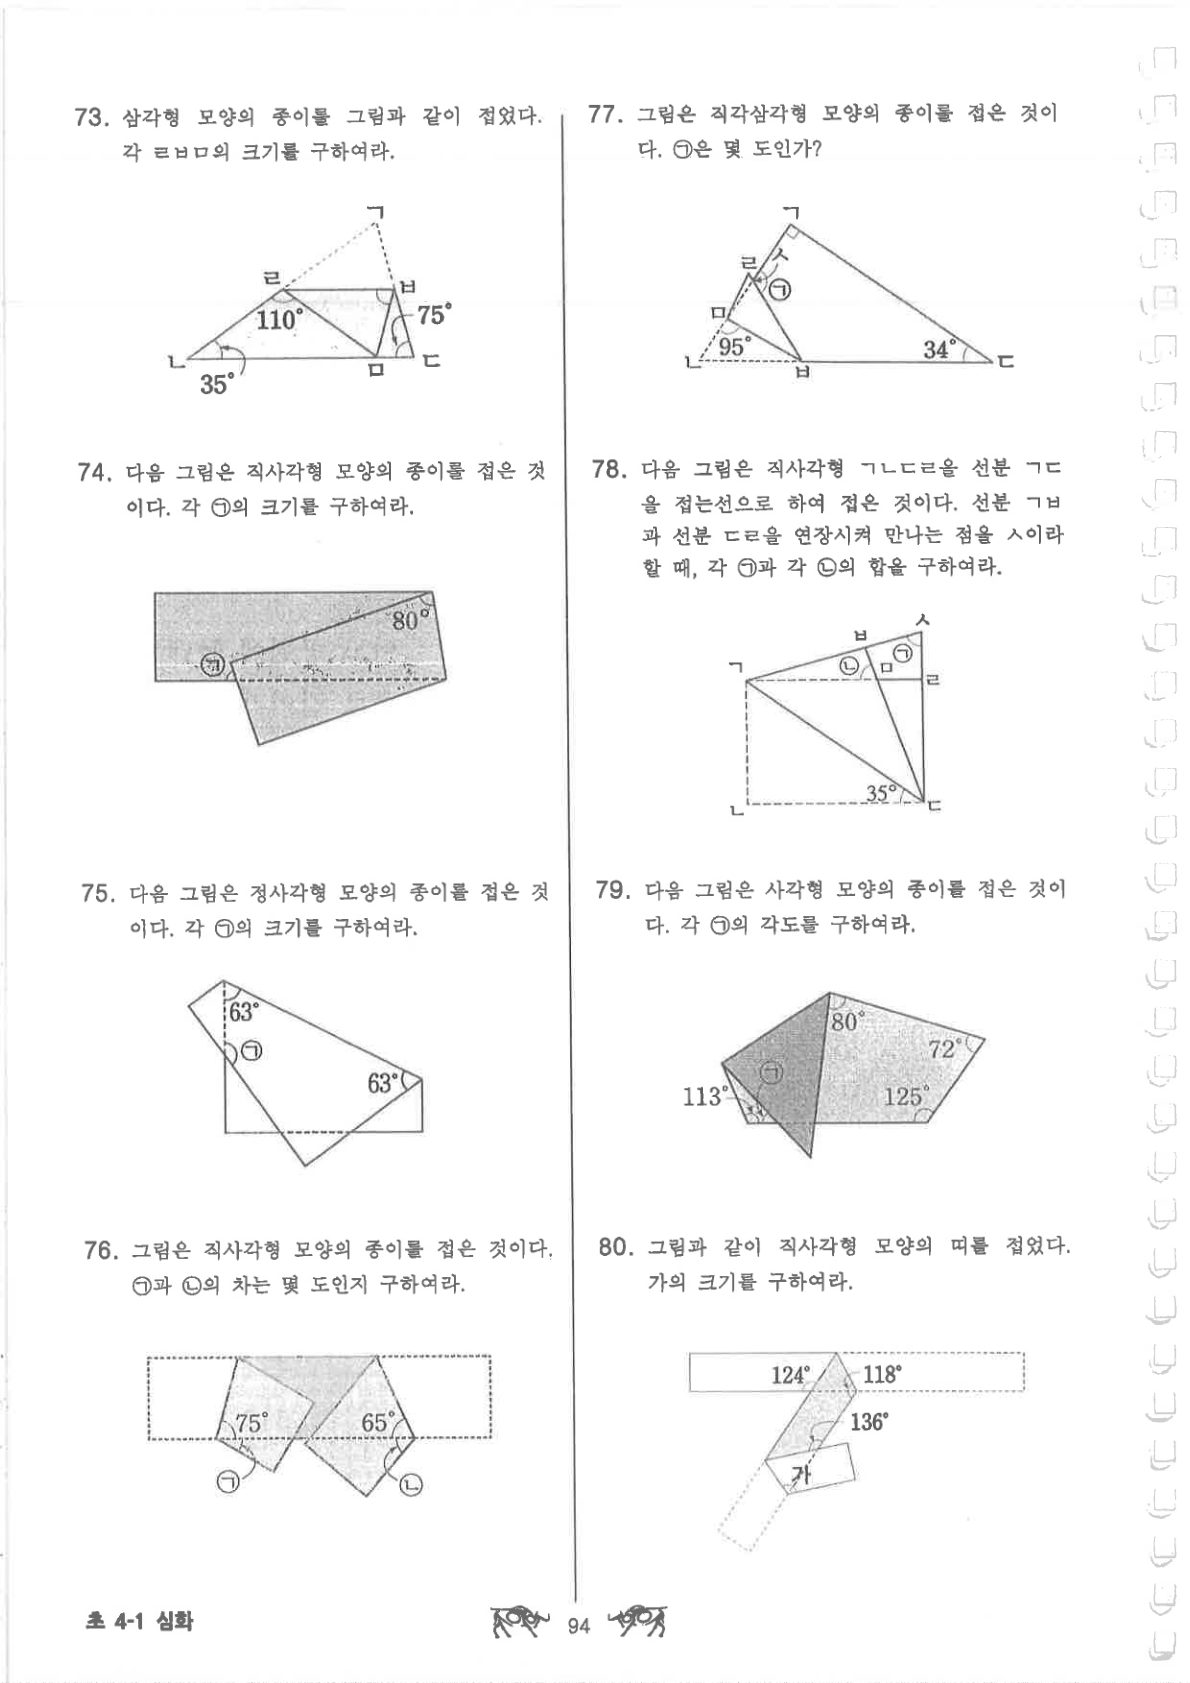 73. 삼각형 모양의 종이를 그림과 같이 접었다.
각 ㄹㅂㅁ의 크기를 구하여라.
ㄱ
ㄹ
ㅂ
110°
75°
ㄴ
35°
ㅁ
ㄷ
74. 다음 그림은 직사각형 모양의 종이를 접은 것
이다. 각 ㉠의 크기를 구하여라.
80°
㉠
75. 다음 그림은 정사각형 모양의 종이를 접은 것
이다. 각 ㉠의 크기를 구하여라.
63°
㉠
63°
76. 그림은 직사각형 모양의 종이를 접은 것이다.
㉠과 ㉡의 차는 몇 도인지 구하여라.
75°
65°
㉠
㉡
77. 그림은 직각삼각형 모양의 종이를 접은 것이
다. ㉠은 몇 도인가?
ㄱ
ㄹ
ㅅ
㉠
ㅁ
95°
34°
ㄴ
ㅂ
ㄷ
78. 다음 그림은 직사각형 ㄱㄴㄷㄹ을 선분 ㄱㄷ
을 접는선으로 하여 접은 것이다. 선분 ㄱㅂ
과 선분 ㄷㄹ을 연장시켜 만나는 점을 ㅅ이라
할 때, 각 ㉠과 각 ㉡의 합을 구하여라.
ㅅ
ㅂ
㉠
ㄱ
㉡
ㅁ
ㄹ
35°
ㄴ
ㄷ
79. 다음 그림은 사각형 모양의 종이를 접은 것이
다. 각 ㉠의 각도를 구하여라.
80°
72°
㉠
113°
125°
80. 그림과 같이 직사각형 모양의 띠를 접었다.
가의 크기를 구하여라.
124°
118°
136°
가
초 4-1 심화
94